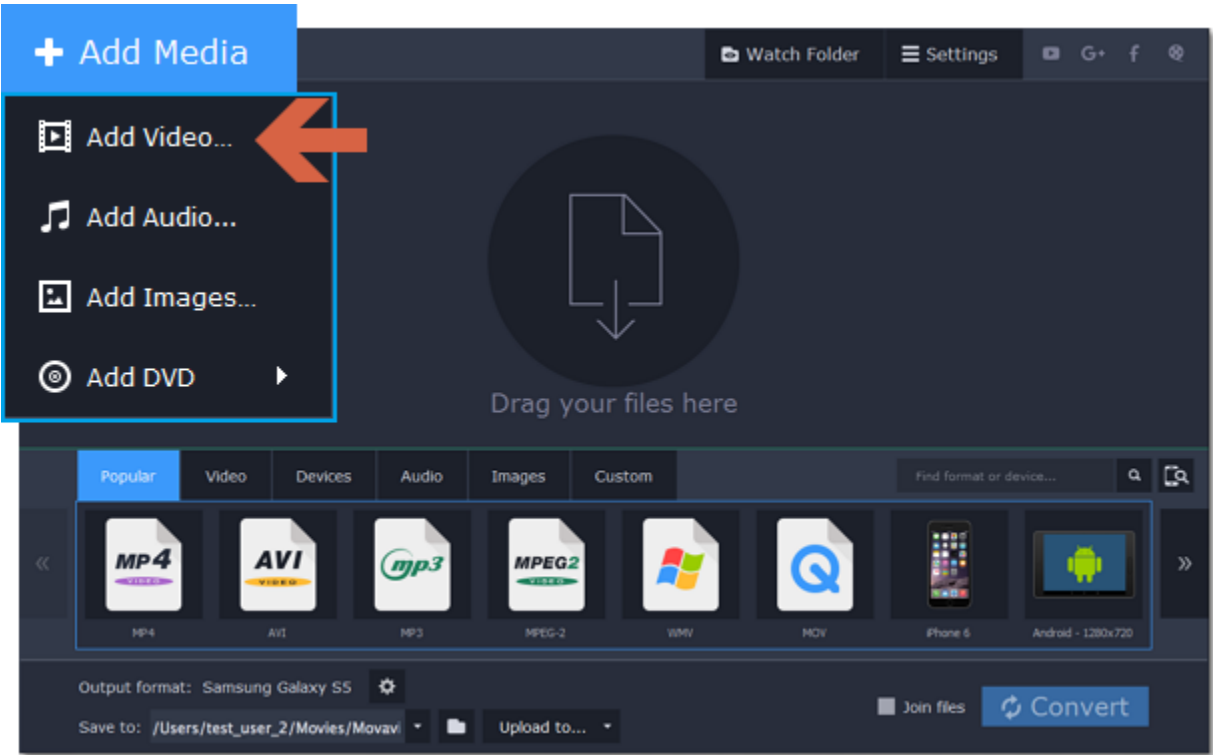 Add Media
Watch Folder
Settings
G+
f
Add Video...
Add Audio...
Add Images...
Add DVD
Drag your files here
Popular
Video
Devices
Audio
Images
Custom
Find format or device...
MP4
VIDEO
AVI
VIDEO
mp3
MPEG2
VIDEO
MP4
AVI
MP3
MPEG-2
WMV
MOV
iPhone 6
Android - 1280x720
Output format: Samsung Galaxy S5
Save to: /Users/test_user_2/Movies/Movavi
Upload to...
Join files
Convert